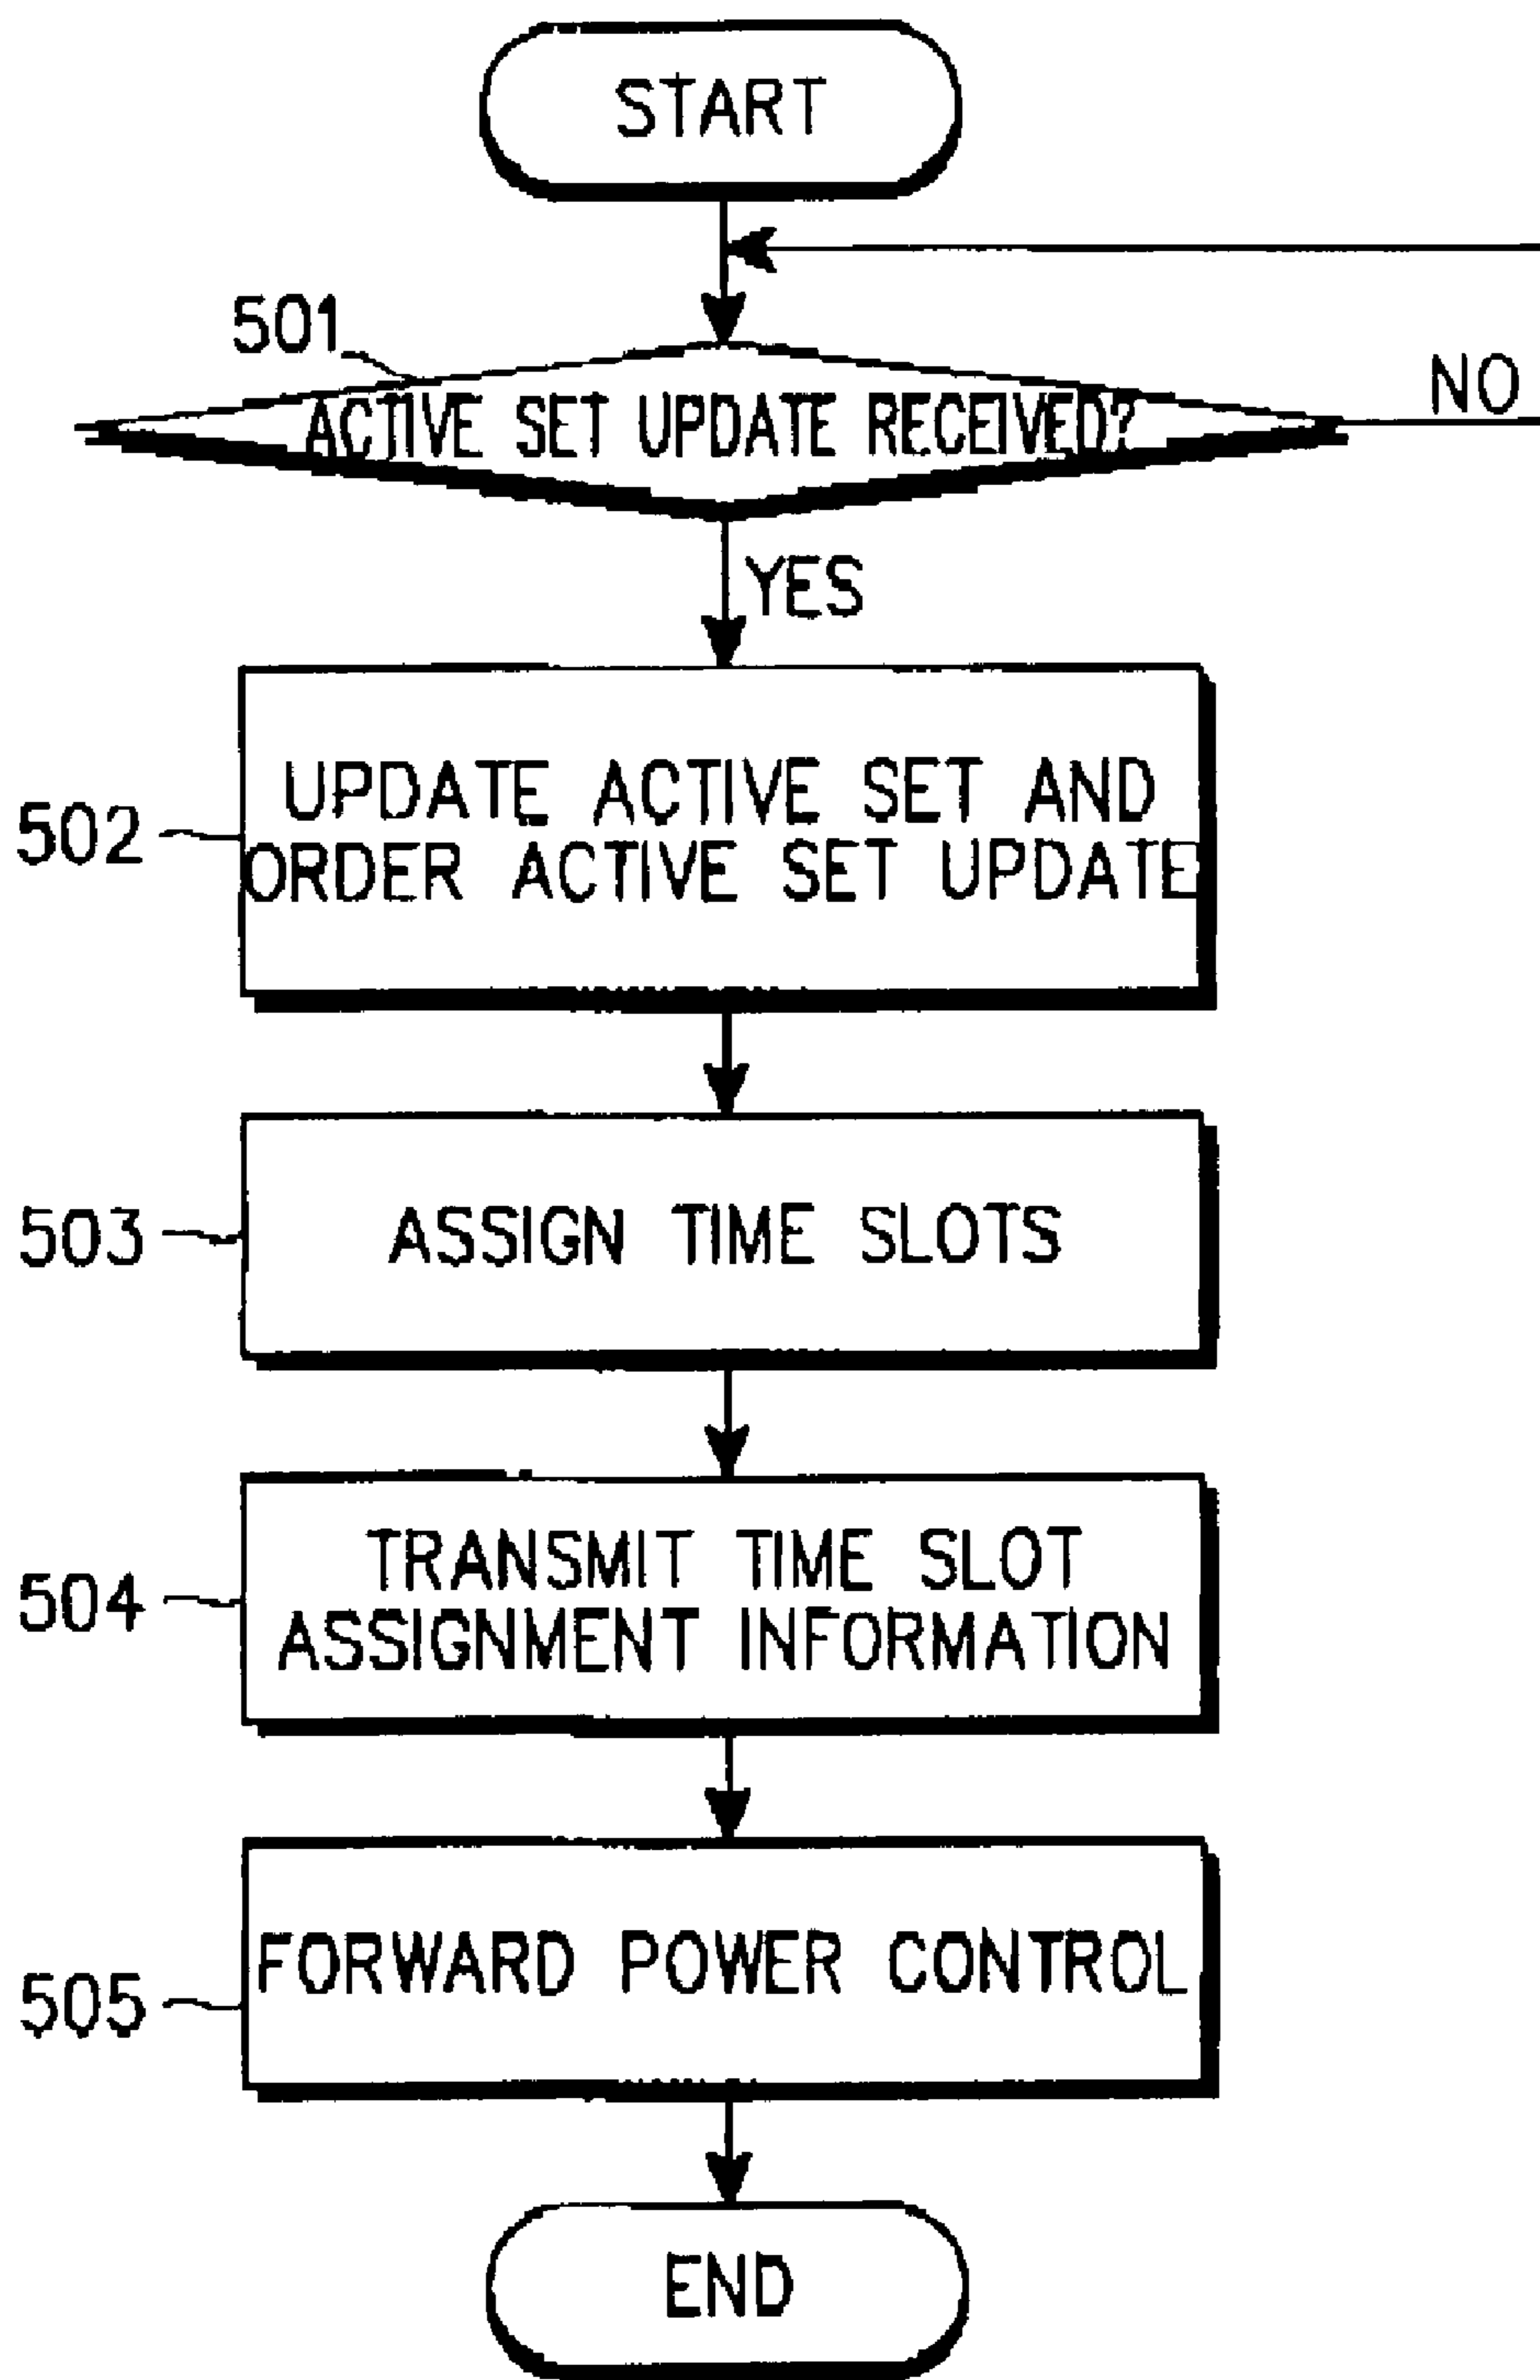 START
501
ACTIVE SET UPDATE RECEIVED?
NO
YES
502
UPDATE ACTIVE SET AND
ORDER ACTIVE SET UPDATE
503
ASSIGN TIME SLOTS
504
TRANSMIT TIME SLOT
ASSIGNMENT INFORMATION
505
FORWARD POWER CONTROL
END